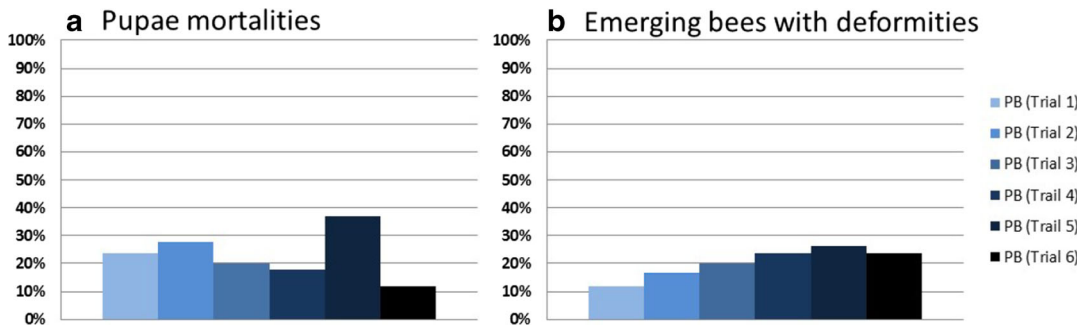 a Pupae mortalities
100%
90%
80%
70%
60%
50%
40%
30%
20%
10%
0%
b Emerging bees with deformities
100%
90%
80%
70%
60%
50%
40%
30%
20%
10%
0%
PB (Trial 1)
PB (Trial 2)
PB (Trial 3)
PB (Trail 4)
PB (Trail 5)
PB (Trial 6)